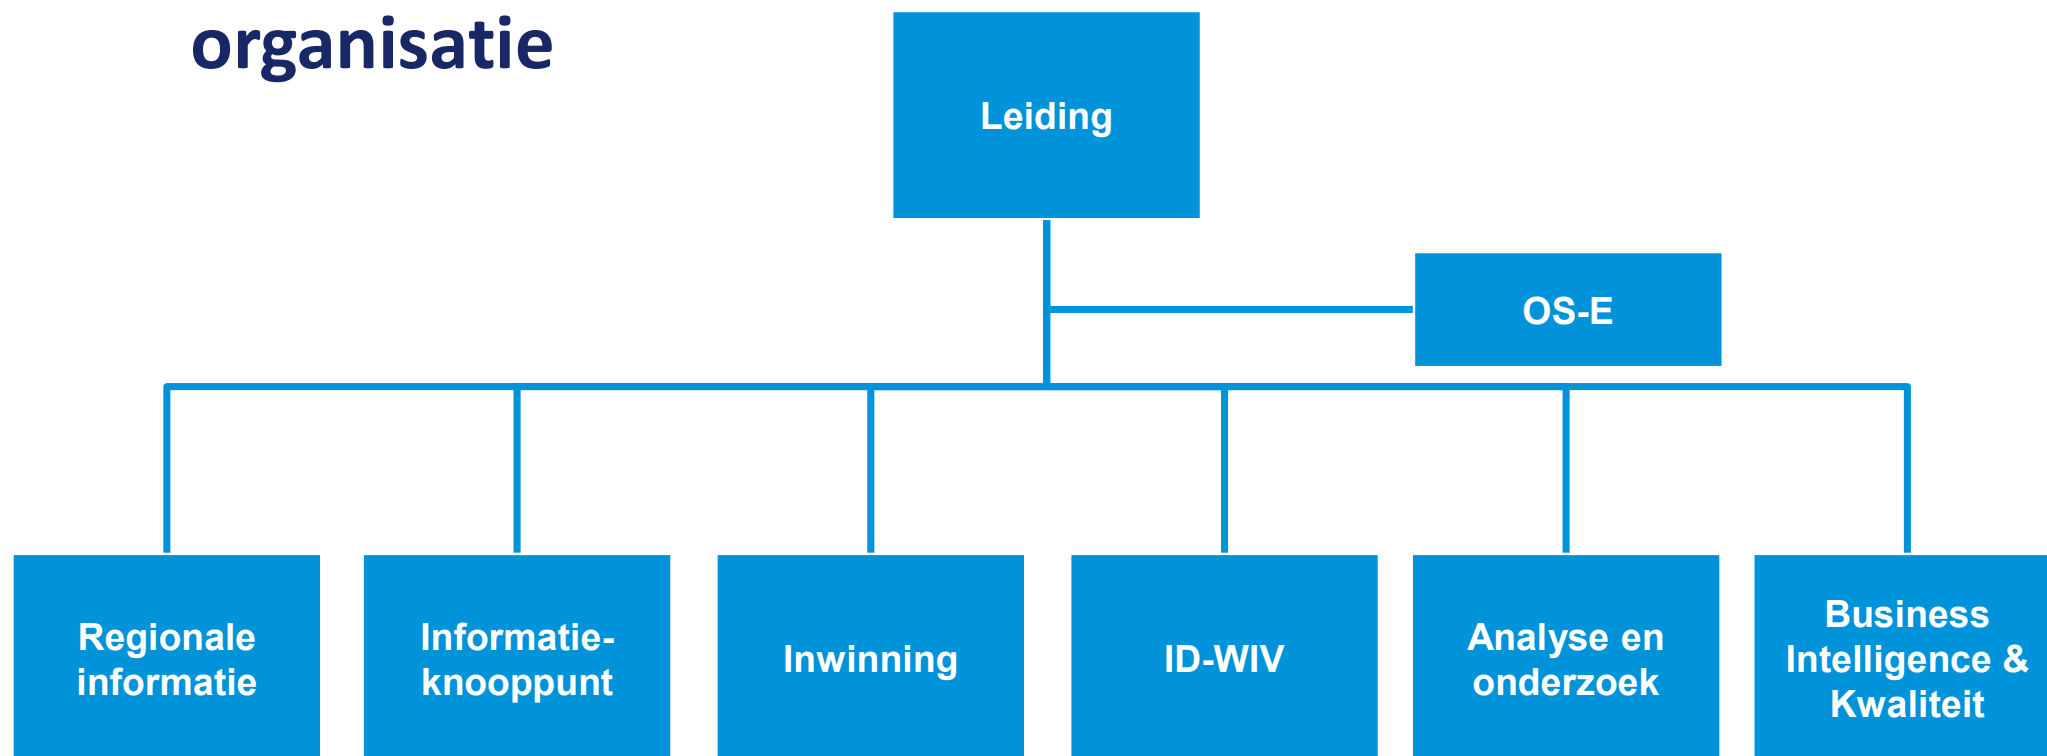 organisatie
Leiding
OS-E
Regionale
informatie
Informatie-
knooppunt
Inwinning
ID-WIV
Analyse en
onderzoek
Business
Intelligence &
Kwaliteit